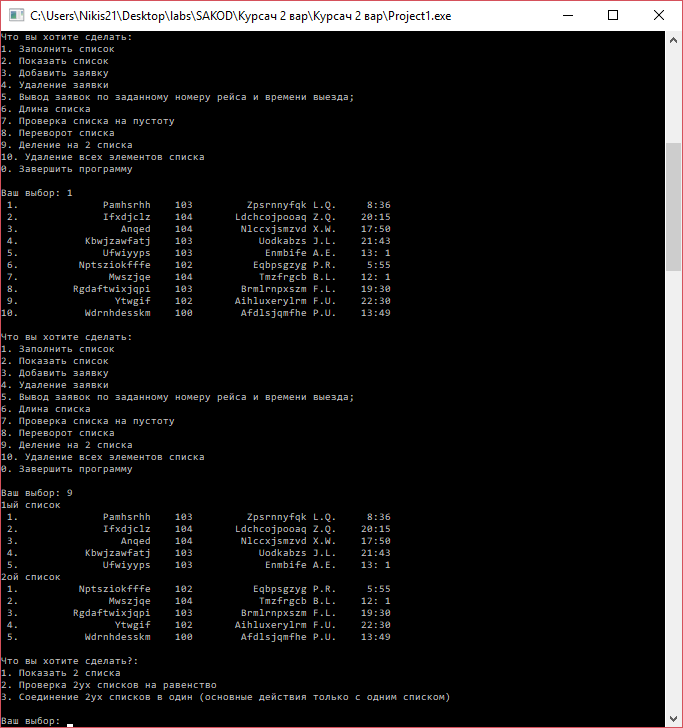 C:\Users\Nikis21\Desktop\labs\SAKOD\Курсач 2 вар\Курсач 2 вар\Project1.exe
Что вы хотите сделать:
1. Заполнить список
2. Показать список
3. Добавить заявку
4. Удаление заявки
5. Вывод заявок по заданному номеру рейса и времени выезда;
6. Длина списка
7. Проверка списка на пустоту
8. Переворот списка
9. Деление на 2 списка
10. Удаление всех элементов списка
0. Завершить программу
Ваш выбор: 1
1. Pamhsrhh 103 Zpsrnnyfqk L.Q. 8:36
2. Ifxdjclz 104 Ldchcojpooaq Z.Q. 20:15
3. Anqed 104 Nlccxjsmzvd X.W. 17:50
4. Kbwjzawfatj 103 Uodkabzs J.L. 21:43
5. Ufwiyyps 103 Enmbife A.E. 13: 1
6. Nptsziokfffe 102 Eqbpsgzyg P.R. 5:55
7. Mwszjqe 104 Tmzfrgcb B.L. 12: 1
8. Rgdaftwixjqpi 103 Brmlrnpxszm F.L. 19:30
9. Ytwgif 102 Aihluxerylrm F.U. 22:30
10. Wdrnhdesskm 100 Afdlsjqmfhe P.U. 13:49
Что вы хотите сделать:
1. Заполнить список
2. Показать список
3. Добавить заявку
4. Удаление заявки
5. Вывод заявок по заданному номеру рейса и времени выезда;
6. Длина списка
7. Проверка списка на пустоту
8. Переворот списка
9. Деление на 2 списка
10. Удаление всех элементов списка
0. Завершить программу
Ваш выбор: 9
1ый список
1. Pamhsrhh 103 Zpsrnnyfqk L.Q. 8:36
2. Ifxdjclz 104 Ldchcojpooaq Z.Q. 20:15
3. Anqed 104 Nlccxjsmzvd X.W. 17:50
4. Kbwjzawfatj 103 Uodkabzs J.L. 21:43
5. Ufwiyyps 103 Enmbife A.E. 13: 1
2ой список
1. Nptsziokfffe 102 Eqbpsgzyg P.R. 5:55
2. Mwszjqe 104 Tmzfrgcb B.L. 12: 1
3. Rgdaftwixjqpi 103 Brmlrnpxszm F.L. 19:30
4. Ytwgif 102 Aihluxerylrm F.U. 22:30
5. Wdrnhdesskm 100 Afdlsjqmfhe P.U. 13:49
Что вы хотите сделать?:
1. Показать 2 списка
2. Проверка 2ух списков на равенство
3. Соединение 2ух списков в один (основные действия только с одним списком)
Ваш выбор: